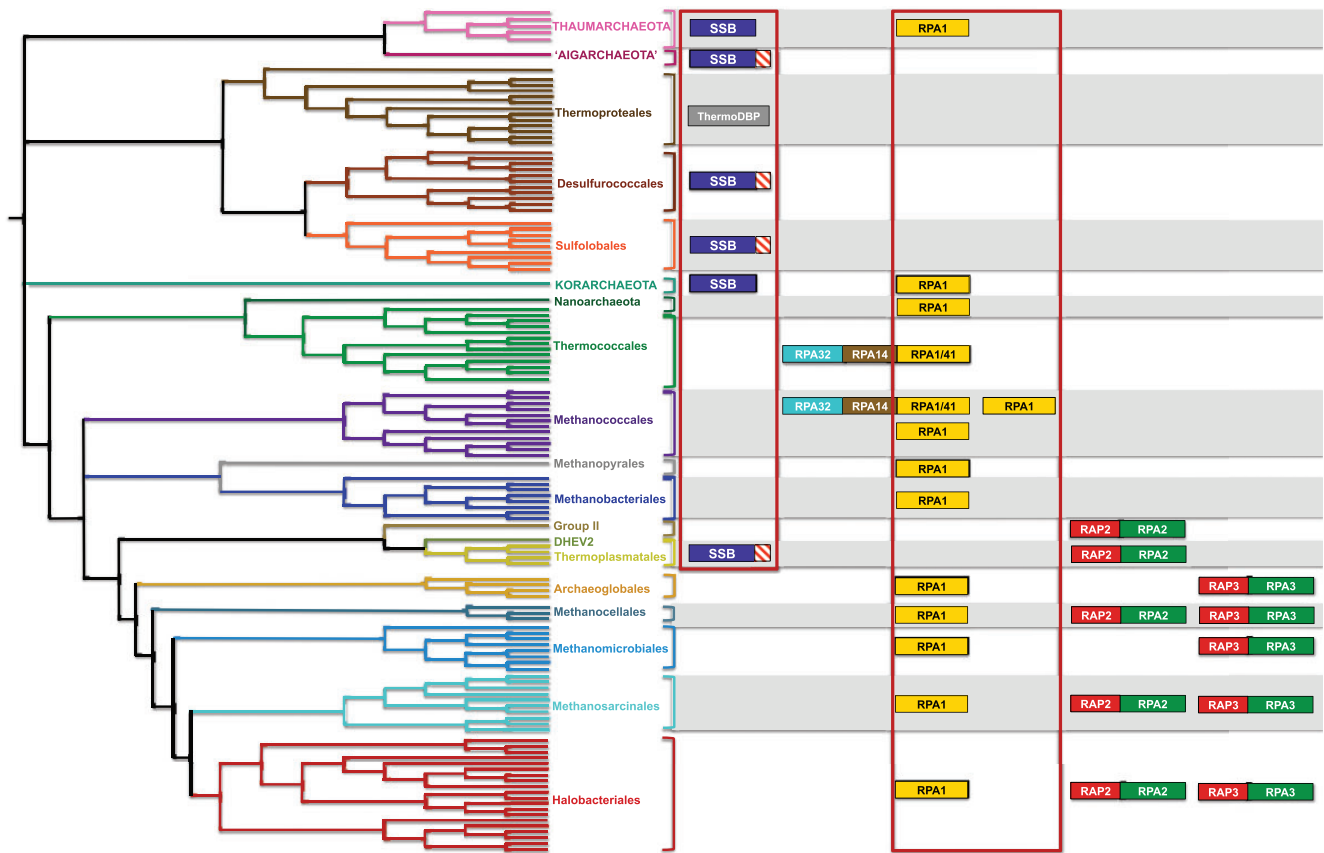 THAUMARCHAEOTA SSB RPA1
'AIGARCHAEOTA' SSB
Thermoproteales ThermoDBP
Desulfurococcales SSB
Sulfolobales SSB
KORARCHAEOTA SSB RPA1
Nanoarchaeota RPA1
Thermococcales RPA32 RPA14 RPA1/41
Methanococcales RPA32 RPA14 RPA1/41 RPA1
RPA1
Methanopyrales RPA1
Methanobacteriales RPA1
Group II RAP2 RPA2
DHEV2
Thermoplasmatales SSB RAP2 RPA2
Archaeoglobales RPA1 RAP3 RPA3
Methanocellales RPA1 RAP2 RPA2 RAP3 RPA3
Methanomicrobiales RPA1 RAP3 RPA3
Methanosarcinales RPA1 RAP2 RPA2 RAP3 RPA3
Halobacteriales RPA1 RAP2 RPA2 RAP3 RPA3